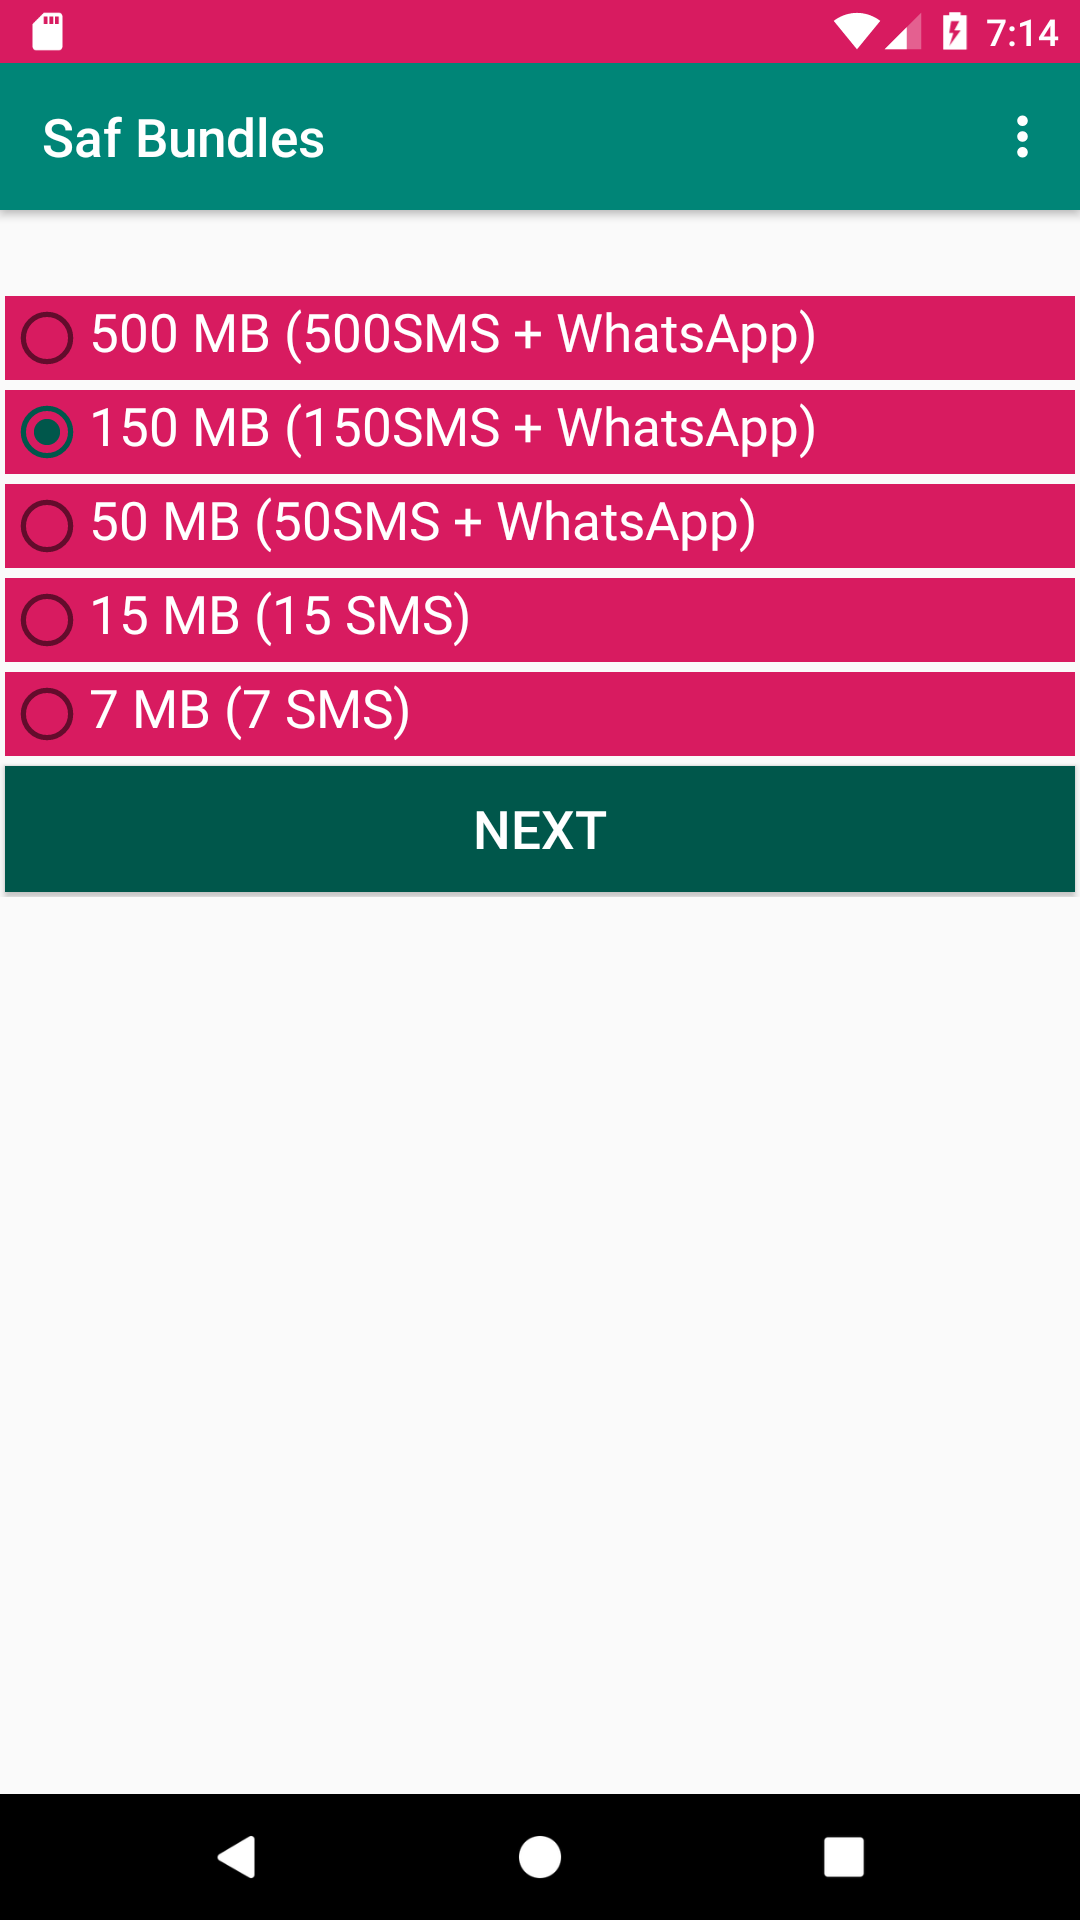 7:14
Saf Bundles
500 MB (500SMS + WhatsApp)
150 MB (150SMS + WhatsApp)
50 MB (50SMS + WhatsApp)
15 MB (15 SMS)
7 MB (7 SMS)
NEXT